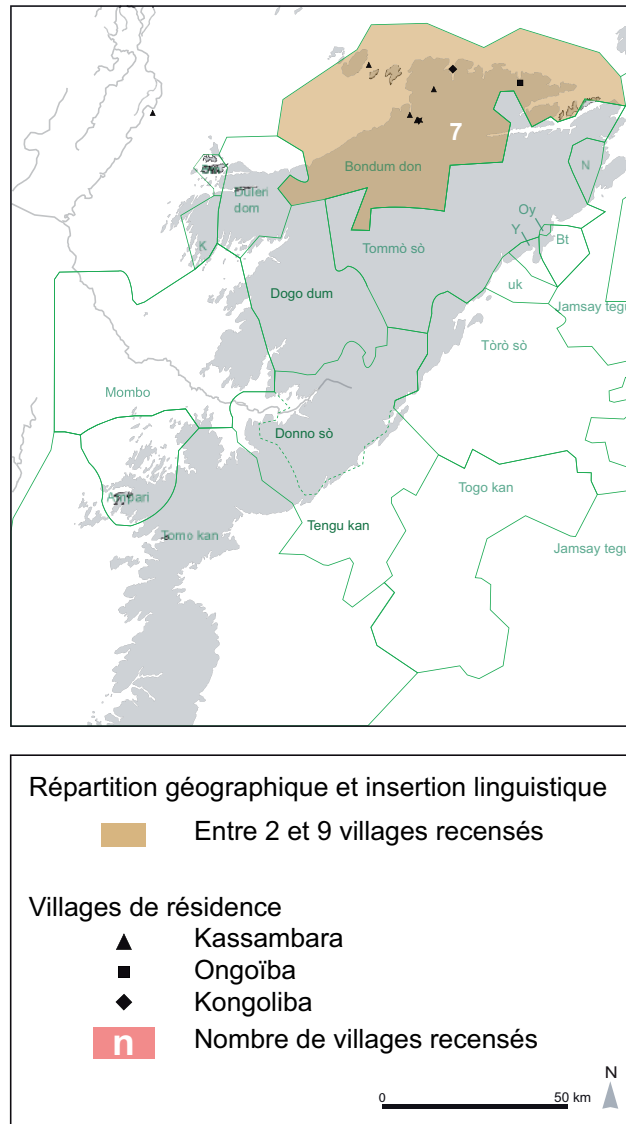 7
Bondum don
N
Duleri
dom
Oy
Y
Bt
K
Tommò sò
uk
Dogo dum
Jamsay tegu
Tòrò sò
Mombo
Donno sò
Togo kan
Ampari
Tengu kan
Tomo kan
Jamsay tegu
Répartition géographique et insertion linguistique
Entre 2 et 9 villages recensés
Villages de résidence
Kassambara
Ongoïba
Kongoliba
n Nombre de villages recensés
N
0 50 km